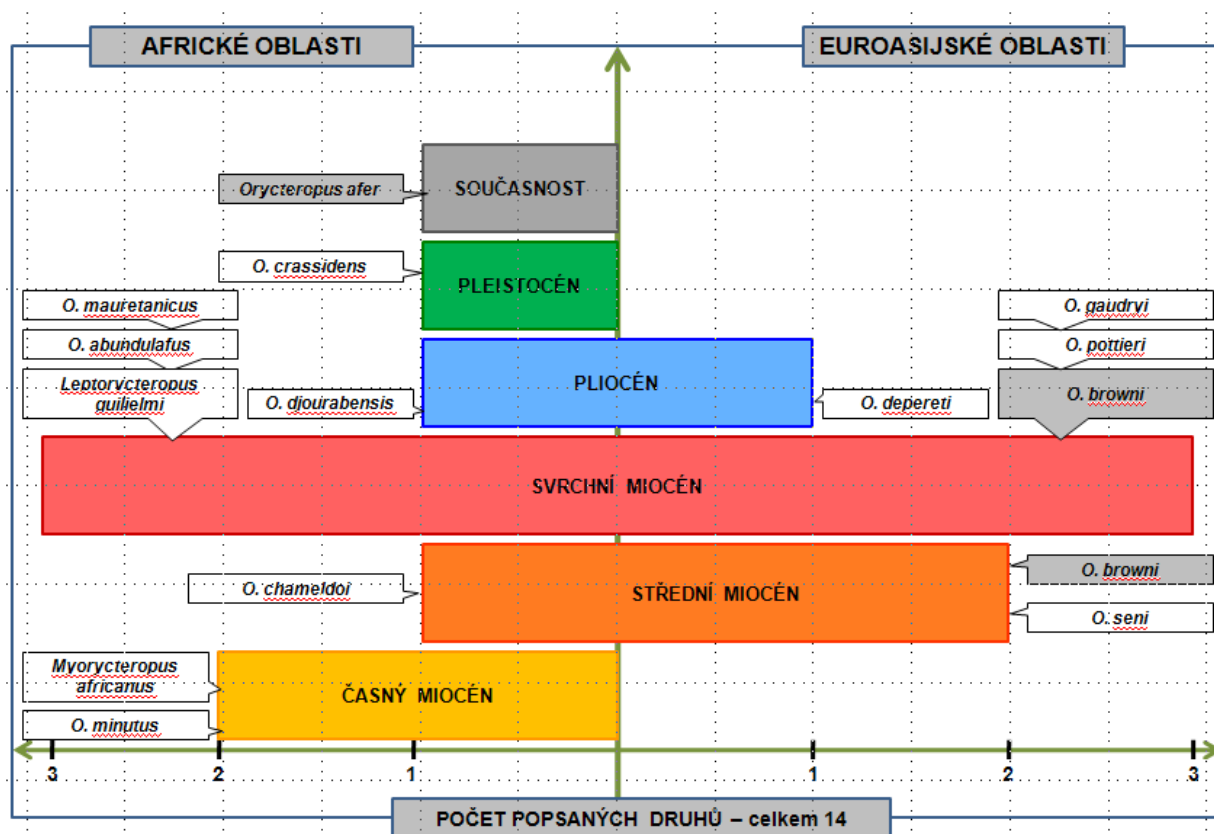 AFRICKÉ OBLASTI
EUROASIJSKÉ OBLASTI
Orycteropus afer
SOUČASNOST
O. crassidens
PLEISTOCÉN
O. mauretanicus
O. abundulafus
Leptorycteropus
guilielmi
O. djourabensis
PLIOCÉN
O. depereti
O. gaudryi
O. pottieri
O. browni
SVRCHNÍ MIOCÉN
O. chameldoi
STŘEDNÍ MIOCÉN
O. browni
O. seni
Myorycteropus
africanus
O. minutus
ČASNÝ MIOCÉN
3 2 1 1 2 3
POČET POPSANÝCH DRUHŮ – celkem 14